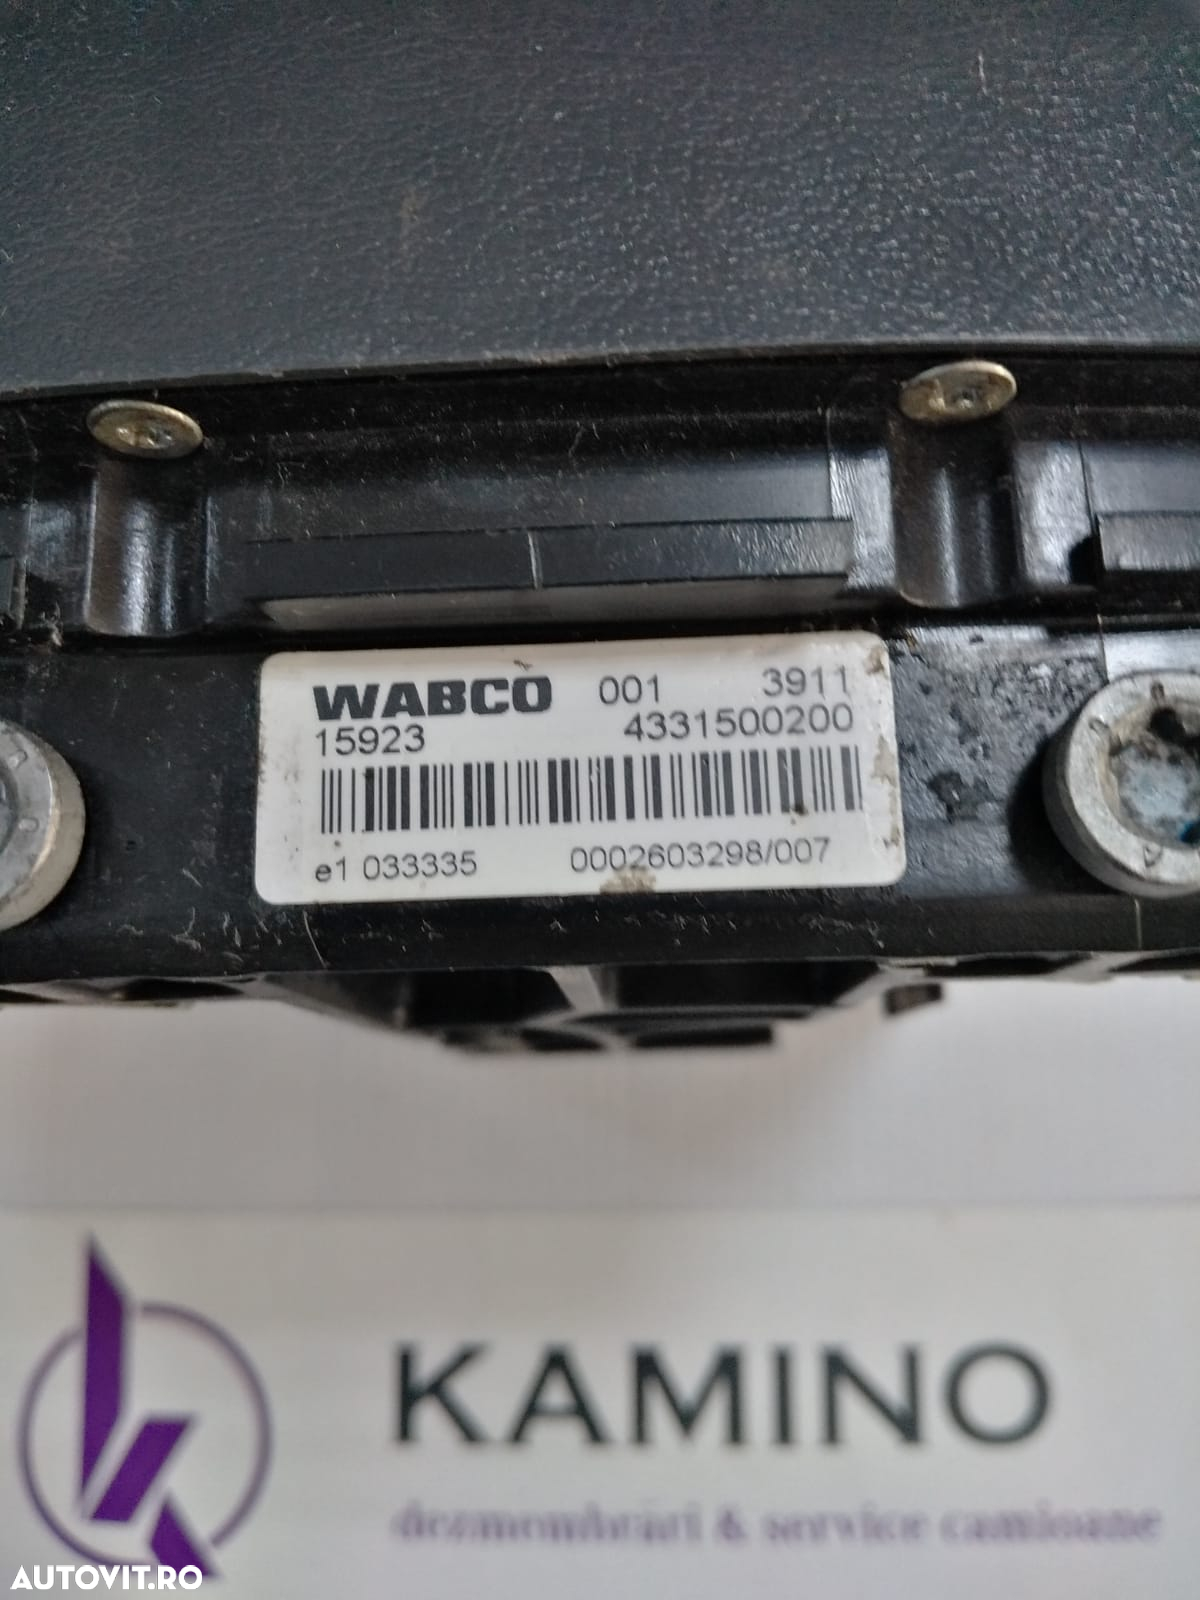 WABCO 001 3911
15923 4331500200
e1 033335 0002603298/007
KAMINO
dezmembrări & service camioane
AUTOVIT.RO